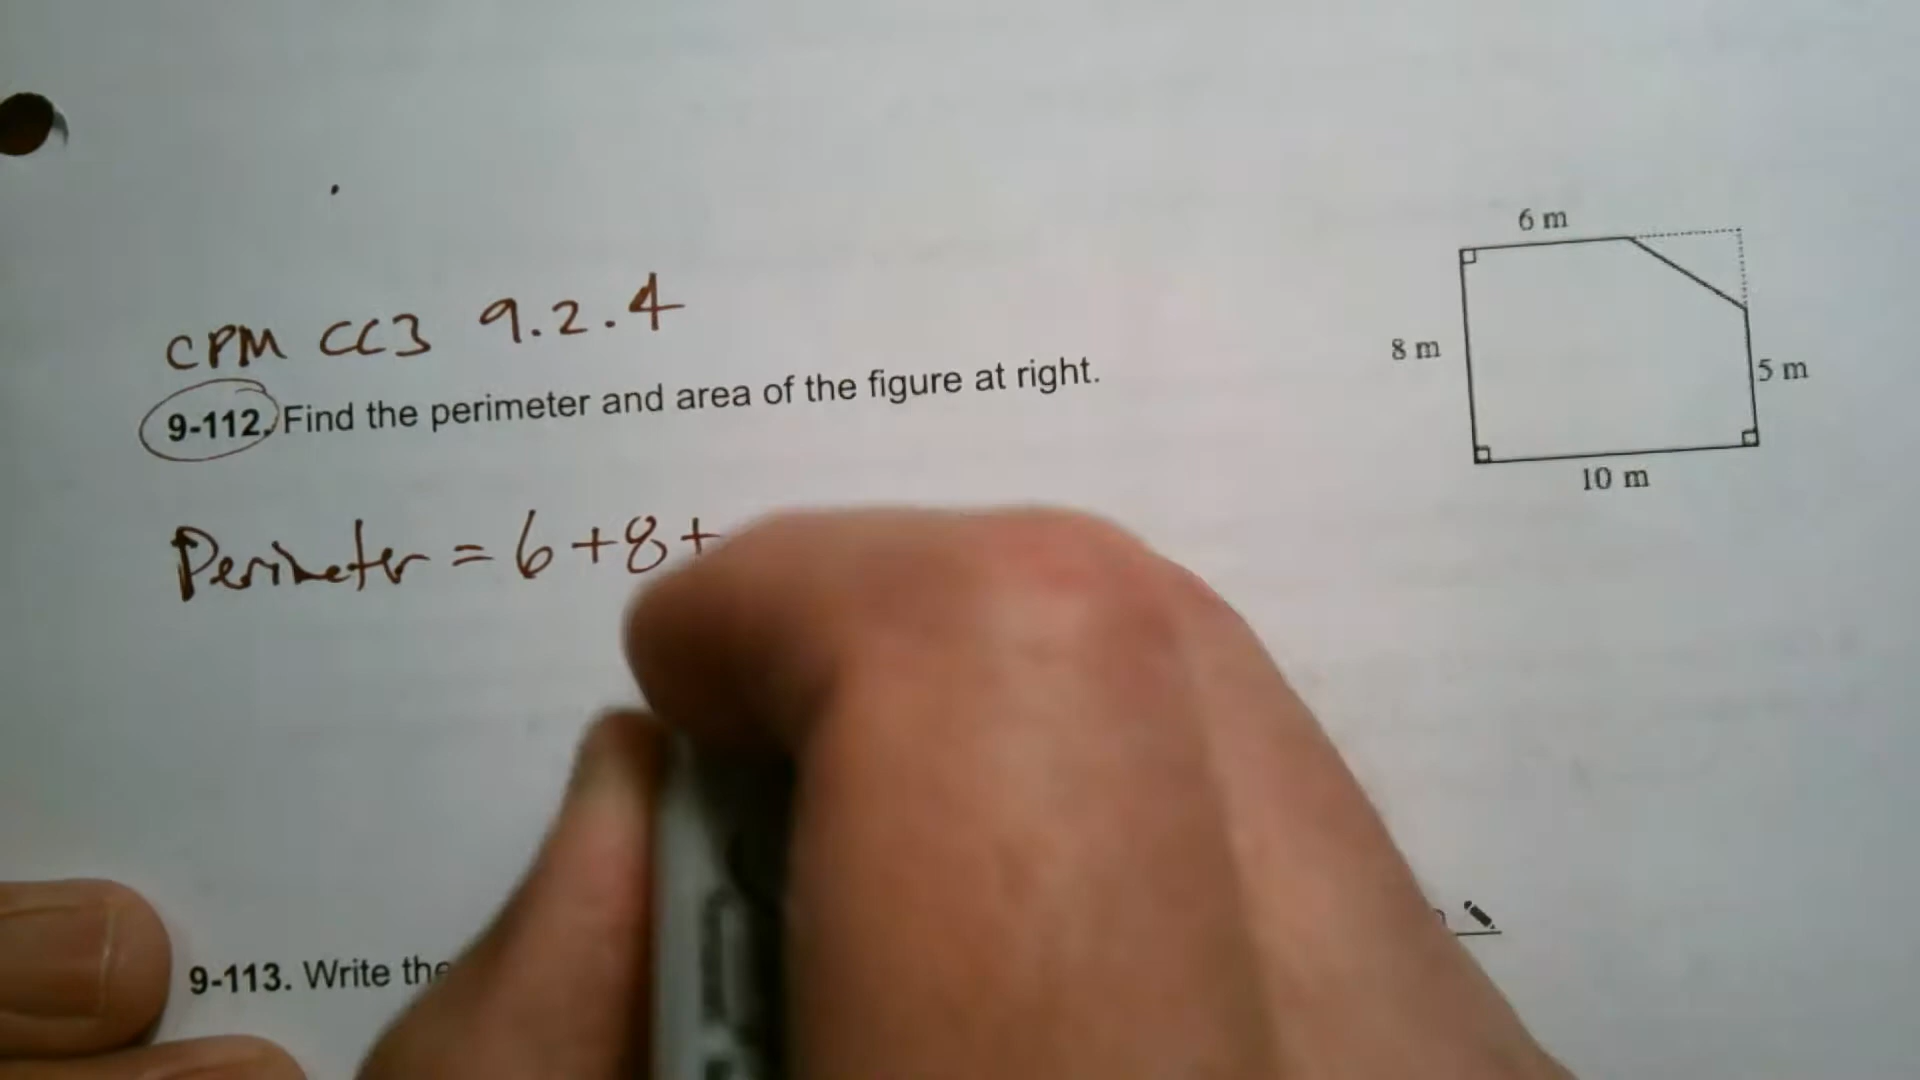 6 m
CPM CC3 9.2.4
8 m
5 m
9-112. Find the perimeter and area of the figure at right.
10 m
Perimeter = 6+8+
9-113. Write the